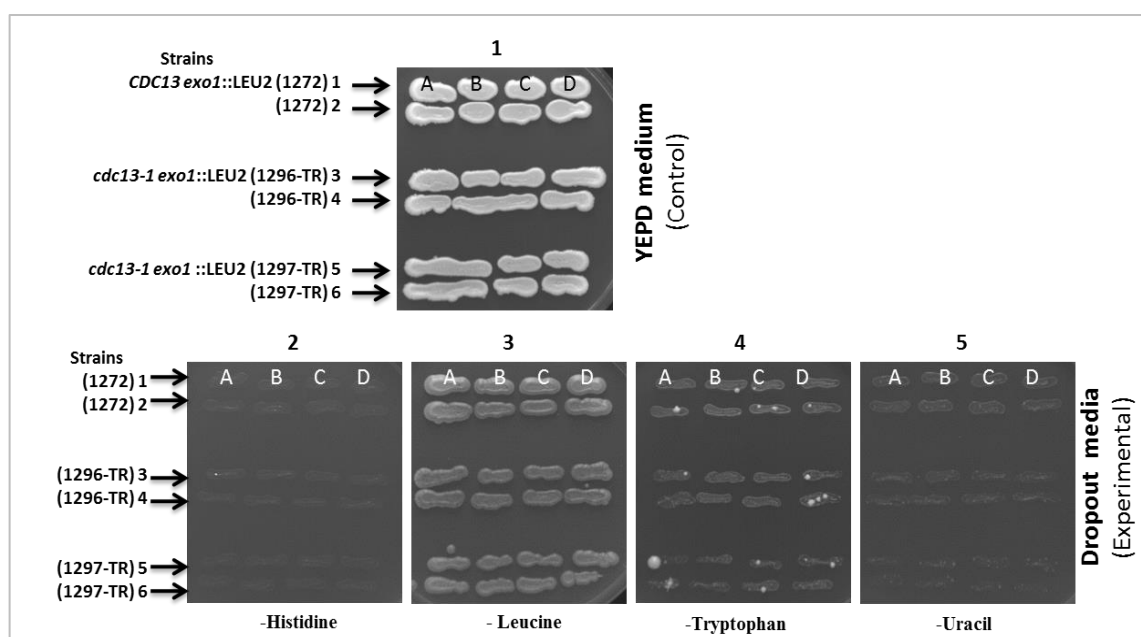 1
Strains
CDC13 exo1::LEU2 (1272) 1
(1272) 2
cdc13-1 exo1::LEU2 (1296-TR) 3
(1296-TR) 4
cdc13-1 exo1 ::LEU2 (1297-TR) 5
(1297-TR) 6
A B C D
YEPD medium
(Control)
2 3 4 5
Strains
(1272) 1
(1272) 2
(1296-TR) 3
(1296-TR) 4
(1297-TR) 5
(1297-TR) 6
A B C D
A B C D
A B C D
A B C D
Dropout media
(Experimental)
-Histidine - Leucine -Tryptophan -Uracil